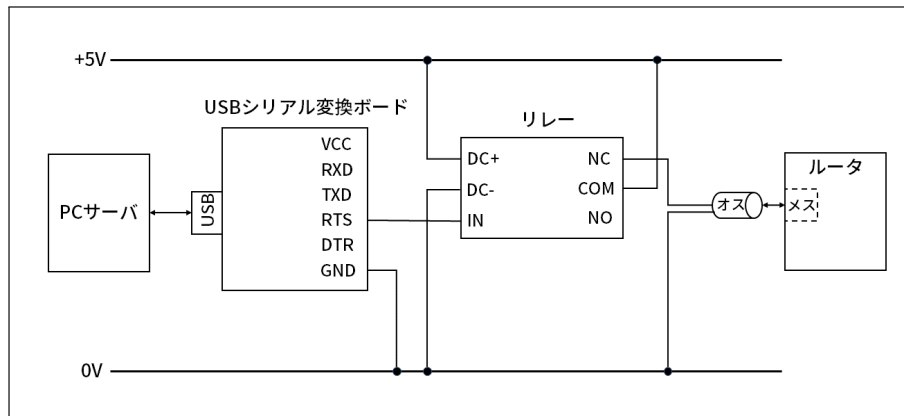 +5V
USBシリアル変換ボード
リレー
VCC
RXD
TXD
RTS
DTR
GND
USB
PCサーバ
DC+
DC-
IN
NC
COM
NO
オス
ルータ
メス
0V